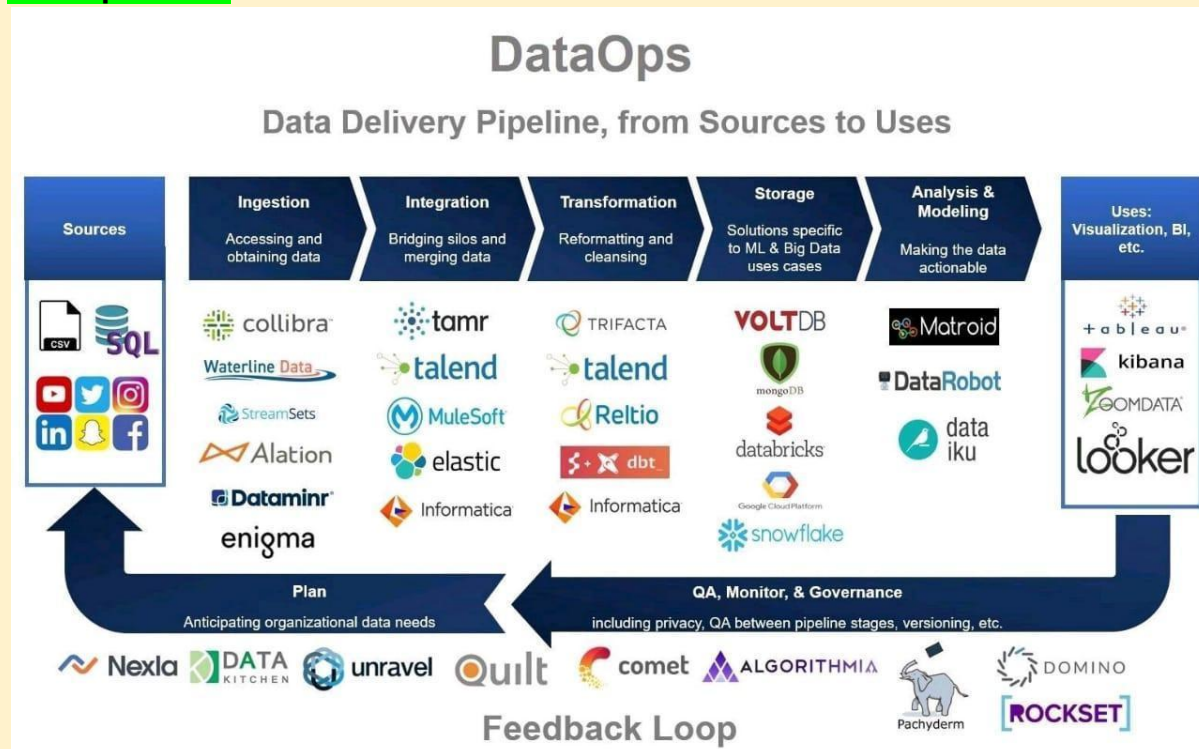 DataOps
Data Delivery Pipeline, from Sources to Uses
Sources
Ingestion
Accessing and
obtaining data
Integration
Bridging silos and
merging data
Transformation
Reformatting and
cleansing
Storage
Solutions specific
to ML & Big Data
uses cases
Analysis &
Modeling
Making the data
actionable
Uses:
Visualization, BI,
etc.
CSV
SQL
in
f
collibra
Waterline Data
StreamSets
Alation
Dataminr
enigma
tamr
talend
MuleSoft
elastic
Informatica
TRIFACTA
talend
Reltio
+ dbt_
Informatica
VOLTDB
mongoDB
databricks
Google Cloud Platform
snowflake
Matroid
DataRobot
data
iku
+ableau
kibana
ZOOMDATA
looker
Plan
Anticipating organizational data needs
QA, Monitor, & Governance
including privacy, QA between pipeline stages, versioning, etc.
Nexla
DATA
KITCHEN
unravel
Quilt
comet
ALGORITHMIA
Pachyderm
DOMINO
[ROCKSET]
Feedback Loop